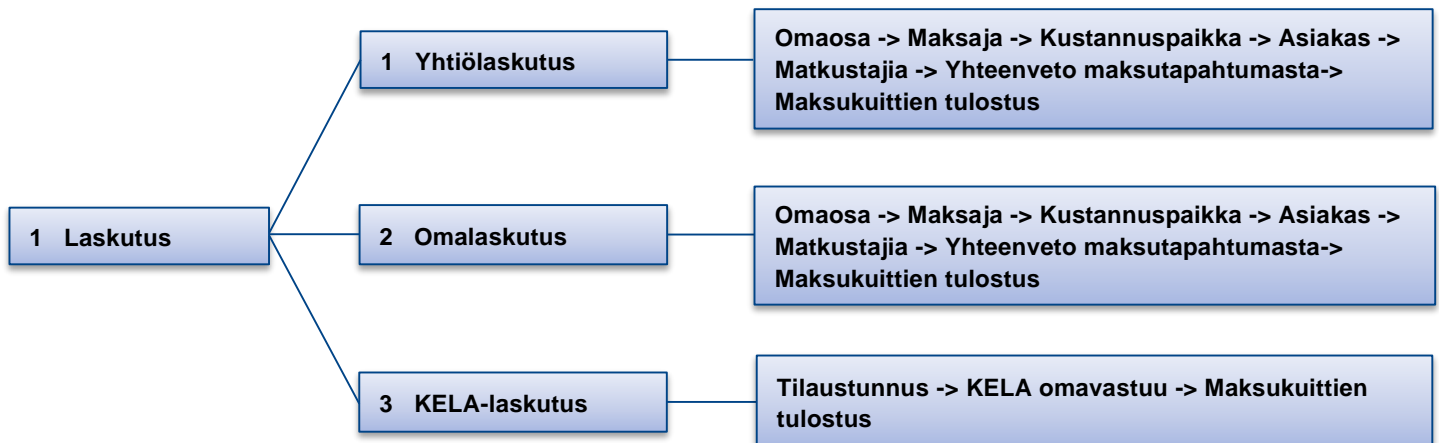 1 Laskutus
1 Yhtiölaskutus
Omaosa -> Maksaja -> Kustannuspaikka -> Asiakas ->
Matkustajia -> Yhteenveto maksutapahtumasta->
Maksukuittien tulostus
2 Omalaskutus
Omaosa -> Maksaja -> Kustannuspaikka -> Asiakas ->
Matkustajia -> Yhteenveto maksutapahtumasta->
Maksukuittien tulostus
3 KELA-laskutus
Tilaustunnus -> KELA omavastuu -> Maksukuittien
tulostus